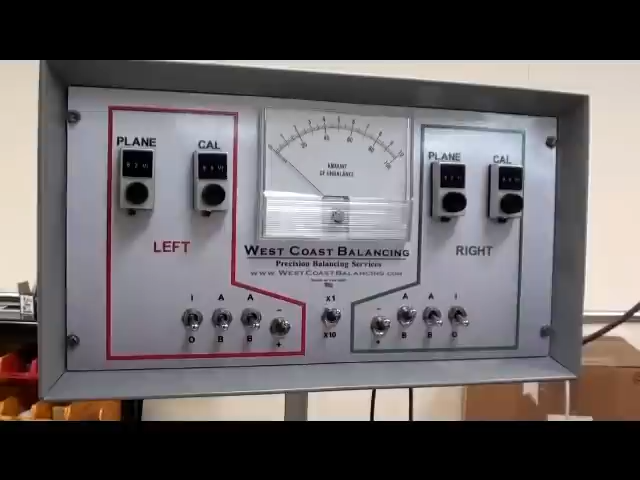 PLANE CAL
AMOUNT
OF UNBALANCE
PLANE CAL
LEFT
WEST COAST BALANCING
Precision Balancing Services
WWW.WESTCOASTBALANCING.COM
RIGHT
I A A -
O B B +
X1
X10
- A A I
+ B B O